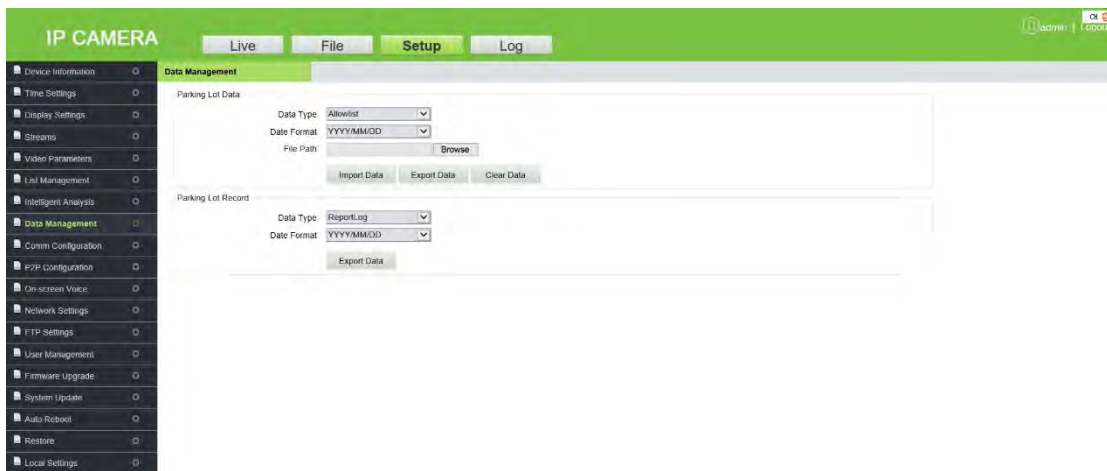 IP CAMERA
Live
File
Setup
Log
admin | Logout
CH
Device Information
Time Settings
Display Settings
Streams
Video Parameters
List Management
Intelligent Analysis
Data Management
Comm Configuration
P2P Configuration
On-screen Voice
Network Settings
FTP Settings
User Management
Firmware Upgrade
System Update
Auto Reboot
Restore
Local Settings
Data Management
Parking Lot Data
Data Type Allowlist
Date Format YYYY/MM/DD
File Path Browse
Import Data Export Data Clear Data
Parking Lot Record
Data Type ReportLog
Date Format YYYY/MM/DD
Export Data